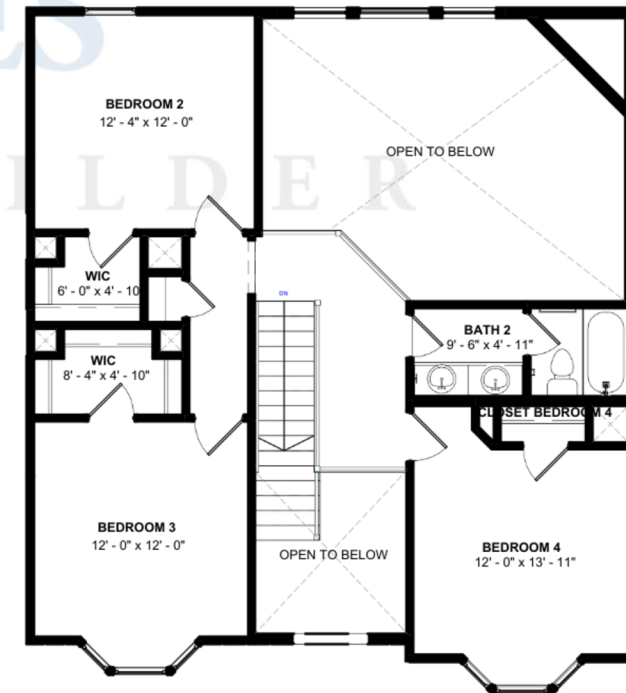 ES
BEDROOM 2
12' - 4" x 12' - 0"
OPEN TO BELOW
ILDER
WIC
6' - 0" x 4' - 10
DN
WIC
8' - 4" x 4' - 10"
BATH 2
9' - 6" x 4' - 11"
CLOSET BEDROOM 4
BEDROOM 3
12' - 0" x 12' - 0"
OPEN TO BELOW
BEDROOM 4
12' - 0" x 13' - 11"